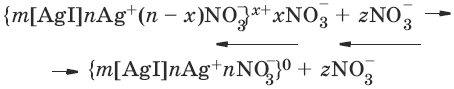 {m[AgI]nAg⁺(n − x)NO₃⁻}ˣ⁺xNO₃⁻ + zNO₃⁻ ⟶
⟶ {m[AgI]nAg⁺nNO₃⁻}⁰ + zNO₃⁻